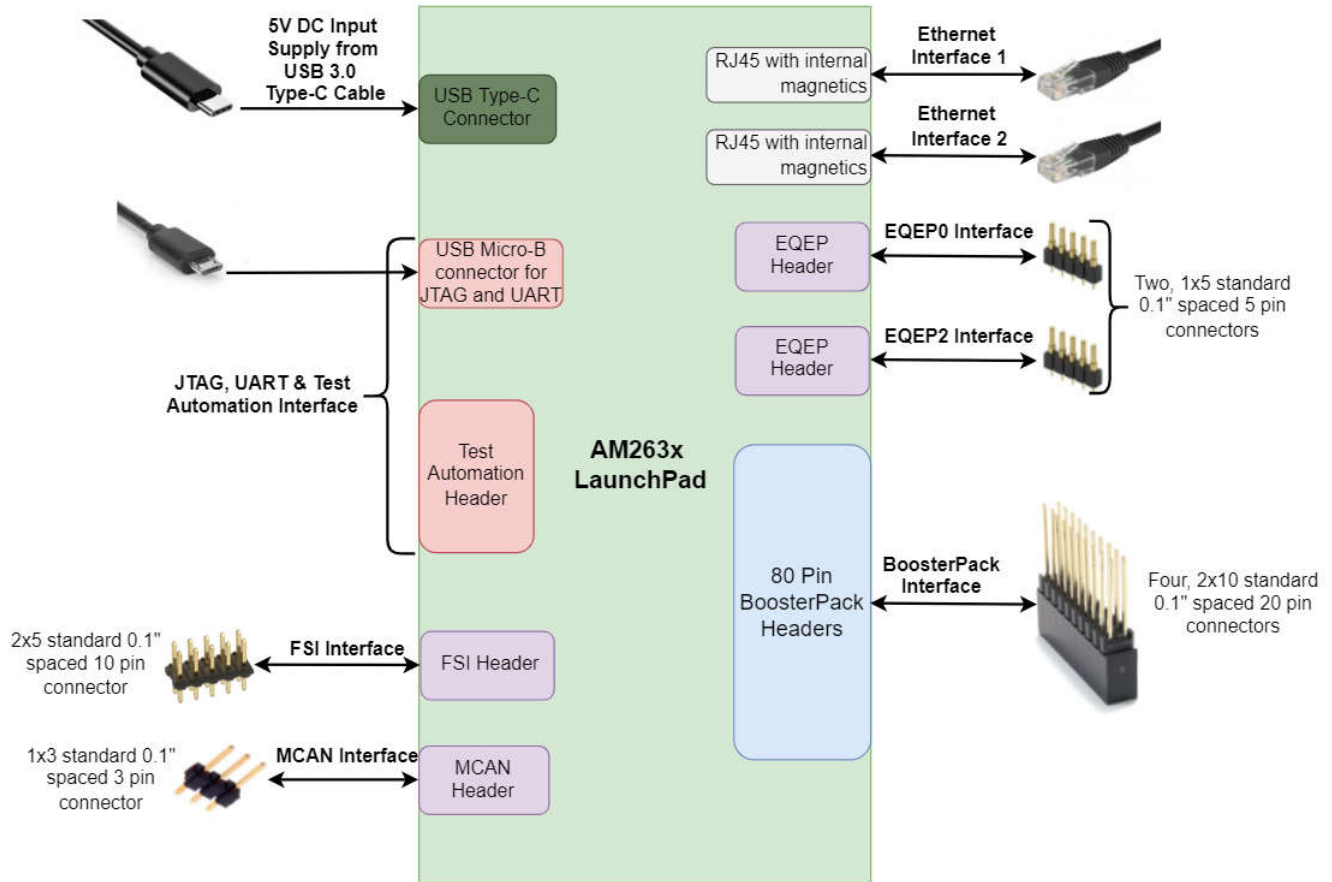 5V DC Input
Supply from
USB 3.0
Type-C Cable
USB Type-C
Connector
USB Micro-B
connector for
JTAG and UART
JTAG, UART & Test
Automation Interface
Test
Automation
Header
2x5 standard 0.1"
spaced 10 pin
connector
FSI Interface
FSI Header
1x3 standard 0.1"
spaced 3 pin
connector
MCAN Interface
MCAN
Header
AM263x
LaunchPad
RJ45 with internal
magnetics
Ethernet
Interface 1
RJ45 with internal
magnetics
Ethernet
Interface 2
EQEP
Header
EQEP0 Interface
EQEP
Header
EQEP2 Interface
Two, 1x5 standard
0.1" spaced 5 pin
connectors
80 Pin
BoosterPack
Headers
BoosterPack
Interface
Four, 2x10 standard
0.1" spaced 20 pin
connectors